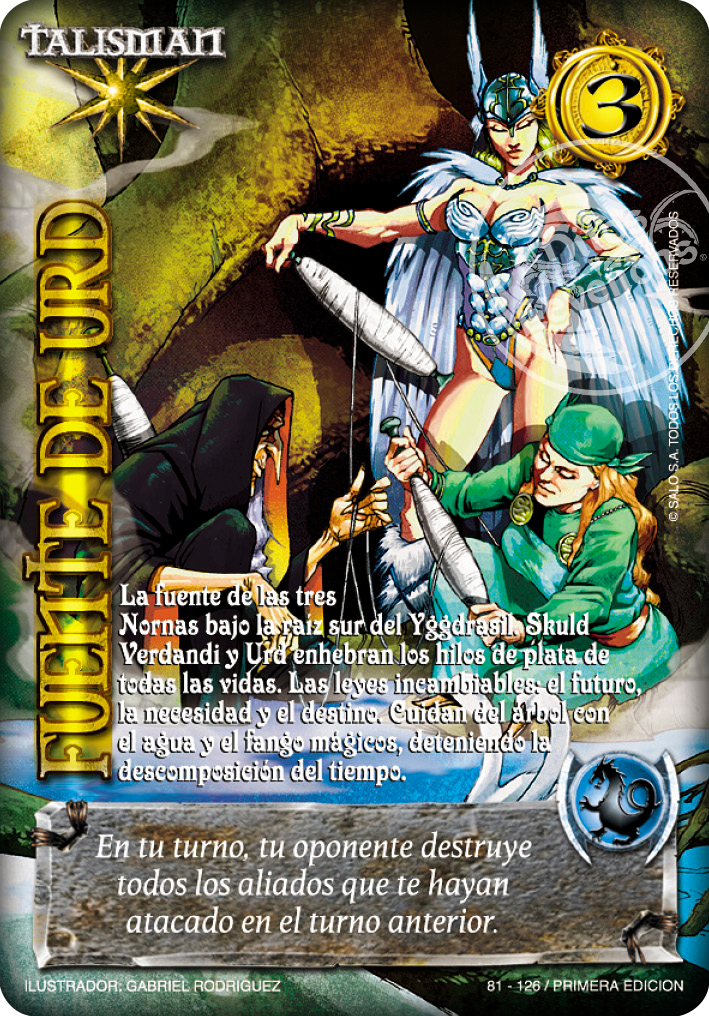 TALISMAN
3
FUENTE DE URD
© SALO S.A. TODOS LOS DERECHOS RESERVADOS
La fuente de las tres
Nornas bajo la raíz sur del Yggdrasil. Skuld
Verdandi y Urd enhebran los hilos de plata de
todas las vidas. Las leyes incambiables: el futuro,
la necesidad y el destino. Cuidan del árbol con
el agua y el fango mágicos, deteniendo la
descomposición del tiempo.
En tu turno, tu oponente destruye
todos los aliados que te hayan
atacado en el turno anterior.
ILUSTRADOR: GABRIEL RODRIGUEZ
81 - 126 / PRIMERA EDICION